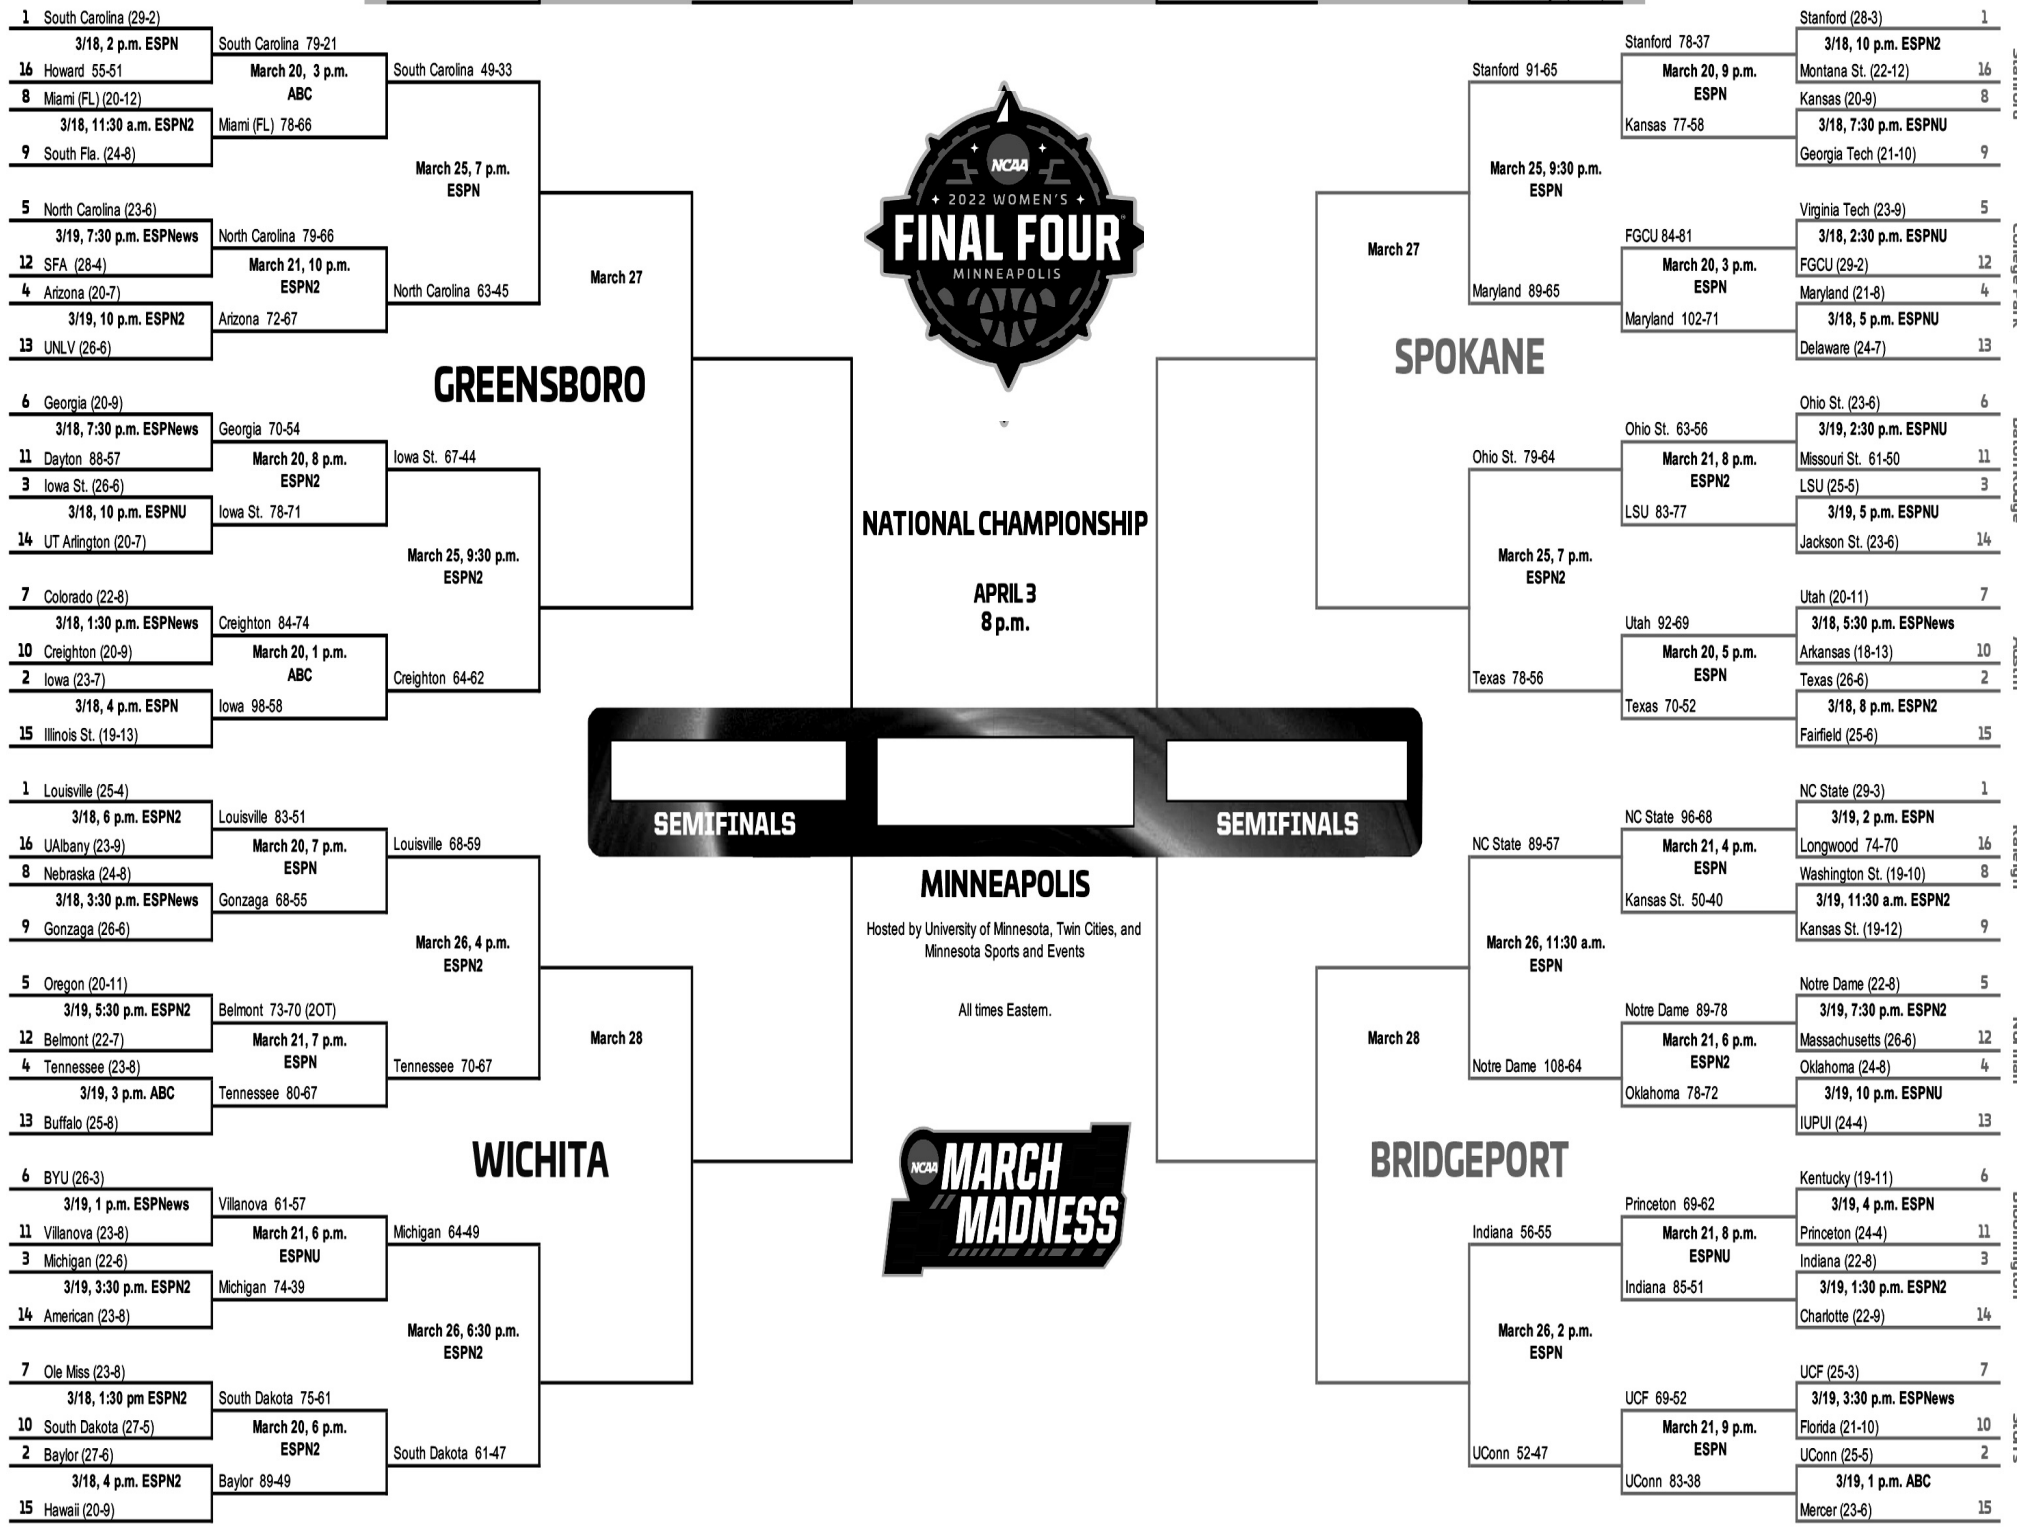 1 South Carolina (29-2)
3/18, 2 p.m. ESPN
16 Howard 55-51
8 Miami (FL) (20-12)
3/18, 11:30 a.m. ESPN2
9 South Fla. (24-8)
5 North Carolina (23-6)
3/19, 7:30 p.m. ESPNews
12 SFA (28-4)
4 Arizona (20-7)
3/19, 10 p.m. ESPN2
13 UNLV (26-6)
6 Georgia (20-9)
3/18, 7:30 p.m. ESPNews
11 Dayton 88-57
3 Iowa St. (26-6)
3/18, 10 p.m. ESPNU
14 UT Arlington (20-7)
7 Colorado (22-8)
3/18, 1:30 p.m. ESPNews
10 Creighton (20-9)
2 Iowa (23-7)
3/18, 4 p.m. ESPN
15 Illinois St. (19-13)
South Carolina 79-21
March 20, 3 p.m.
ABC
Miami (FL) 78-66
North Carolina 79-66
March 21, 10 p.m.
ESPN2
Arizona 72-67
Georgia 70-54
March 20, 8 p.m.
ESPN2
Iowa St. 78-71
Creighton 84-74
March 20, 1 p.m.
ABC
Iowa 98-58
South Carolina 49-33
March 25, 7 p.m.
ESPN
North Carolina 63-45
Iowa St. 67-44
March 25, 9:30 p.m.
ESPN2
Creighton 64-62
March 27
GREENSBORO
1 Louisville (25-4)
3/18, 6 p.m. ESPN2
16 UAlbany (23-9)
8 Nebraska (24-8)
3/18, 3:30 p.m. ESPNews
9 Gonzaga (26-6)
5 Oregon (20-11)
3/19, 5:30 p.m. ESPN2
12 Belmont (22-7)
4 Tennessee (23-8)
3/19, 3 p.m. ABC
13 Buffalo (25-8)
6 BYU (26-3)
3/19, 1 p.m. ESPNews
11 Villanova (23-8)
3 Michigan (22-6)
3/19, 3:30 p.m. ESPN2
14 American (23-8)
7 Ole Miss (23-8)
3/18, 1:30 pm ESPN2
10 South Dakota (27-5)
2 Baylor (27-6)
3/18, 4 p.m. ESPN2
15 Hawaii (20-9)
Louisville 83-51
March 20, 7 p.m.
ESPN
Gonzaga 68-55
Belmont 73-70 (2OT)
March 21, 7 p.m.
ESPN
Tennessee 80-67
Villanova 61-57
March 21, 6 p.m.
ESPNU
Michigan 74-39
South Dakota 75-61
March 20, 6 p.m.
ESPN2
Baylor 89-49
Louisville 68-59
March 26, 4 p.m.
ESPN2
Tennessee 70-67
Michigan 64-49
March 26, 6:30 p.m.
ESPN2
South Dakota 61-47
March 28
WICHITA
NCAA
2022 WOMEN'S
FINAL FOUR
MINNEAPOLIS
NATIONAL CHAMPIONSHIP
APRIL 3
8 p.m.
SEMIFINALS
SEMIFINALS
MINNEAPOLIS
Hosted by University of Minnesota, Twin Cities, and
Minnesota Sports and Events
All times Eastern.
NCAA
MARCH
MADNESS
Stanford 91-65
March 25, 9:30 p.m.
ESPN
Maryland 89-65
Ohio St. 79-64
March 25, 7 p.m.
ESPN2
Texas 78-56
March 27
SPOKANE
Stanford 78-37
March 20, 9 p.m.
ESPN
Kansas 77-58
FGCU 84-81
March 20, 3 p.m.
ESPN
Maryland 102-71
Ohio St. 63-56
March 21, 8 p.m.
ESPN2
LSU 83-77
Utah 92-69
March 20, 5 p.m.
ESPN
Texas 70-52
Stanford (28-3) 1
3/18, 10 p.m. ESPN2
Montana St. (22-12) 16
Kansas (20-9) 8
3/18, 7:30 p.m. ESPNU
Georgia Tech (21-10) 9
Virginia Tech (23-9) 5
3/18, 2:30 p.m. ESPNU
FGCU (29-2) 12
Maryland (21-8) 4
3/18, 5 p.m. ESPNU
Delaware (24-7) 13
Ohio St. (23-6) 6
3/19, 2:30 p.m. ESPNU
Missouri St. 61-50 11
LSU (25-5) 3
3/19, 5 p.m. ESPNU
Jackson St. (23-6) 14
Utah (20-11) 7
3/18, 5:30 p.m. ESPNews
Arkansas (18-13) 10
Texas (26-6) 2
3/18, 8 p.m. ESPN2
Fairfield (25-6) 15
NC State 89-57
March 26, 11:30 a.m.
ESPN
Notre Dame 108-64
Indiana 56-55
March 26, 2 p.m.
ESPN
UConn 52-47
March 28
BRIDGEPORT
NC State 96-68
March 21, 4 p.m.
ESPN
Kansas St. 50-40
Notre Dame 89-78
March 21, 6 p.m.
ESPN2
Oklahoma 78-72
Princeton 69-62
March 21, 8 p.m.
ESPNU
Indiana 85-51
UCF 69-52
March 21, 9 p.m.
ESPN
UConn 83-38
NC State (29-3) 1
3/19, 2 p.m. ESPN
Longwood 74-70 16
Washington St. (19-10) 8
3/19, 11:30 a.m. ESPN2
Kansas St. (19-12) 9
Notre Dame (22-8) 5
3/19, 7:30 p.m. ESPN2
Massachusetts (26-6) 12
Oklahoma (24-8) 4
3/19, 10 p.m. ESPNU
IUPUI (24-4) 13
Kentucky (19-11) 6
3/19, 4 p.m. ESPN
Princeton (24-4) 11
Indiana (22-8) 3
3/19, 1:30 p.m. ESPN2
Charlotte (22-9) 14
UCF (25-3) 7
3/19, 3:30 p.m. ESPNews
Florida (21-10) 10
UConn (25-5) 2
3/19, 1 p.m. ABC
Mercer (23-6) 15